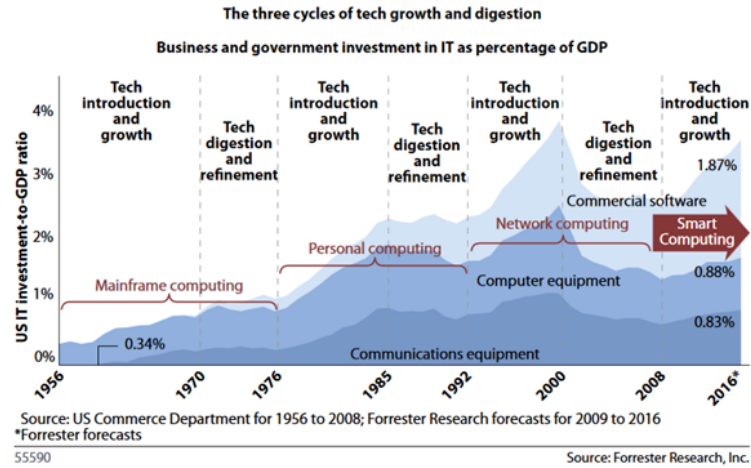 The three cycles of tech growth and digestion
Business and government investment in IT as percentage of GDP
US IT investment-to-GDP ratio
4%
3%
2%
1%
0%
Tech
introduction
and
growth
Tech
digestion
and
refinement
Tech
introduction
and
growth
Tech
digestion
and
refinement
Tech
introduction
and
growth
Tech
digestion
and
refinement
Tech
introduction
and
growth
1.87%
Commercial software
Network computing
Smart
Computing
Personal computing
Mainframe computing
Computer equipment
0.88%
0.83%
0.34%
Communications equipment
1956
1970
1976
1985
1992
2000
2008
2016*
Source: US Commerce Department for 1956 to 2008; Forrester Research forecasts for 2009 to 2016
*Forrester forecasts
55590
Source: Forrester Research, Inc.